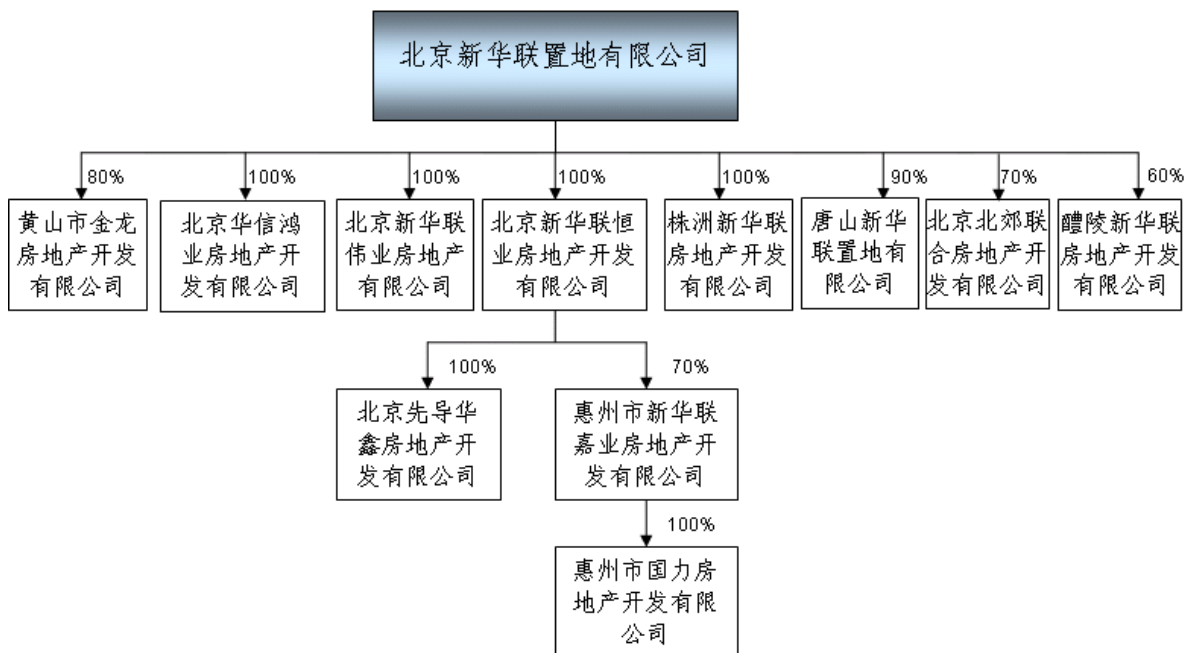 北京新华联置地有限公司
80%
100%
100%
100%
100%
90%
70%
60%
黄山市金龙
房地产开发
有限公司
北京华信鸿
业房地产开
发有限公司
北京新华联
伟业房地产
有限公司
北京新华联恒
业房地产开发
有限公司
株洲新华联
房地产开发
有限公司
唐山新华
联置地有
限公司
北京北郊联
合房地产开
发有限公司
醴陵新华联
房地产开发
有限公司
100%
70%
北京先导华
鑫房地产开
发有限公司
惠州市新华联
嘉业房地产开
发有限公司
100%
惠州市国力房
地产开发有限
公司